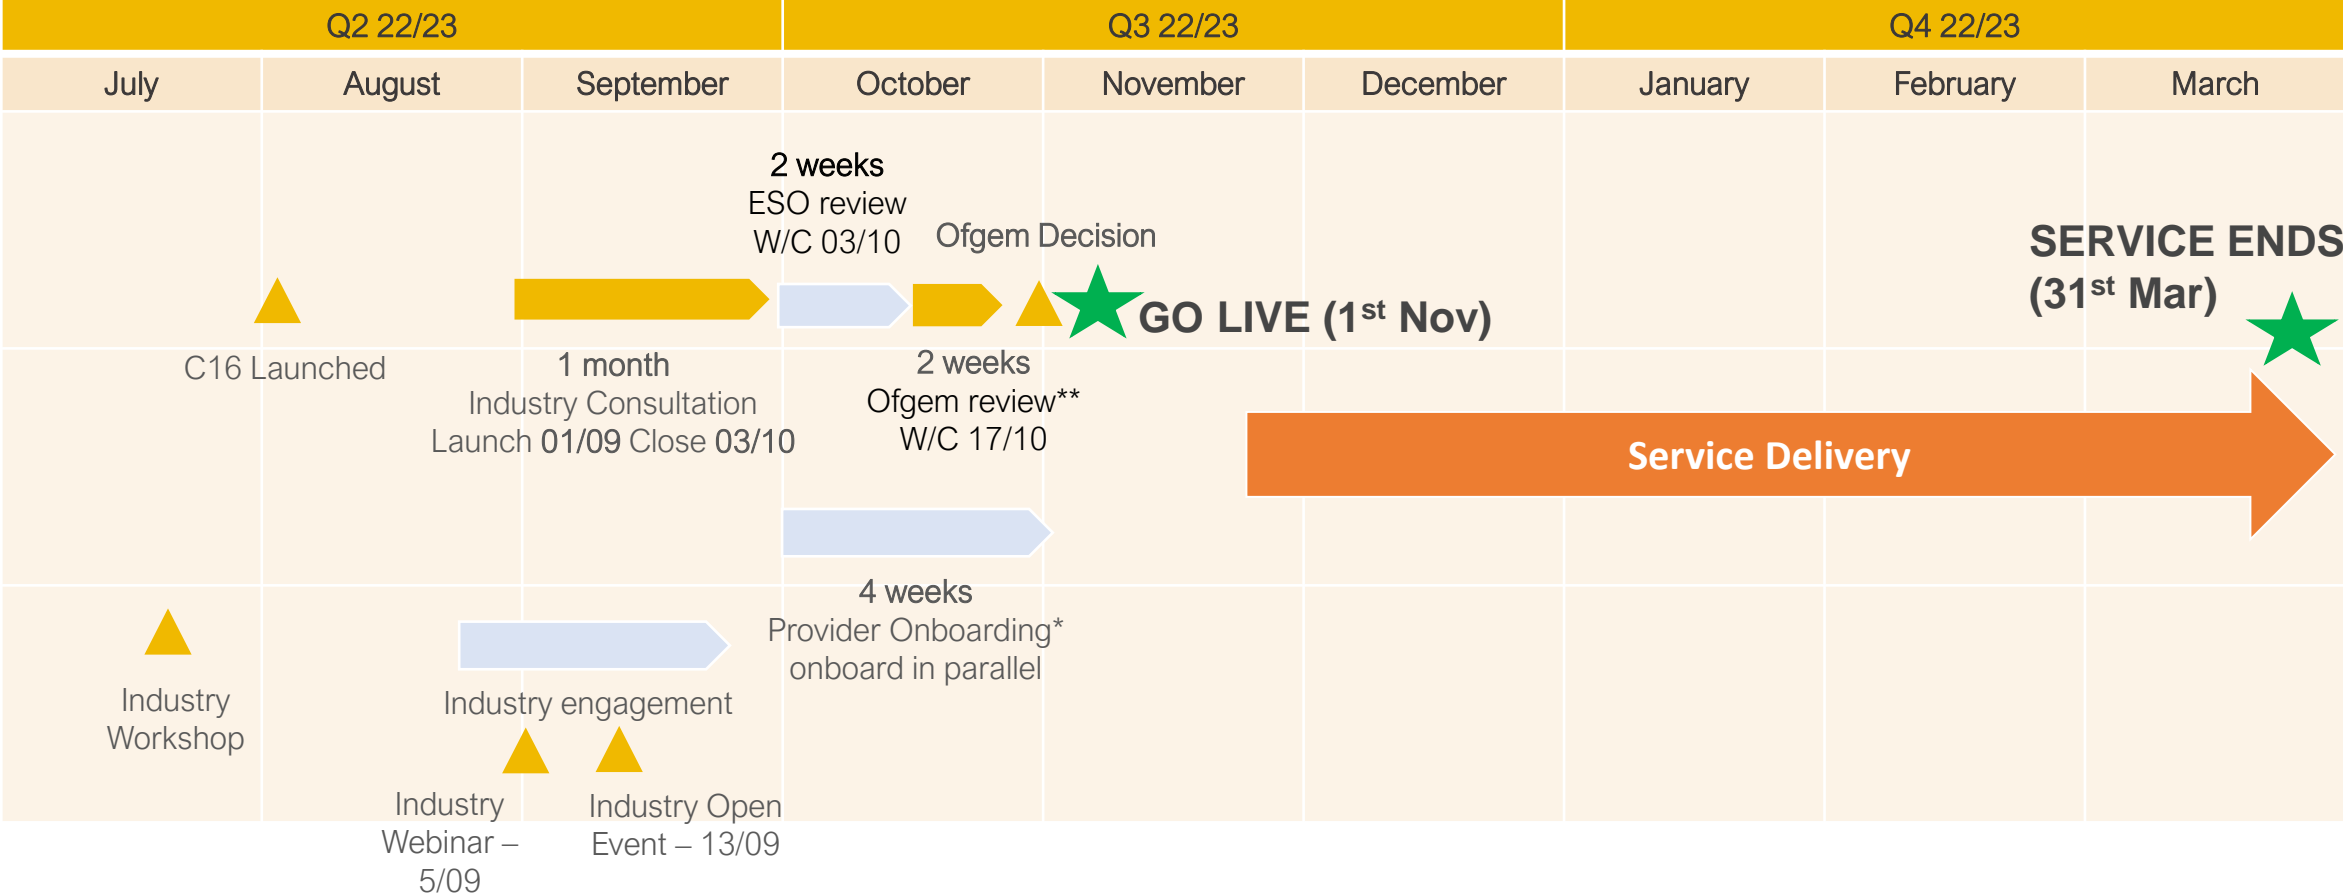 Q2 22/23
Q3 22/23
Q4 22/23
July
August
September
October
November
December
January
February
March
2 weeks
ESO review
W/C 03/10
Ofgem Decision
SERVICE ENDS
(31st Mar)
GO LIVE (1st Nov)
C16 Launched
1 month
Industry Consultation
Launch 01/09 Close 03/10
2 weeks
Ofgem review**
W/C 17/10
Service Delivery
4 weeks
Provider Onboarding*
onboard in parallel
Industry
Workshop
Industry engagement
Industry
Webinar –
5/09
Industry Open
Event – 13/09